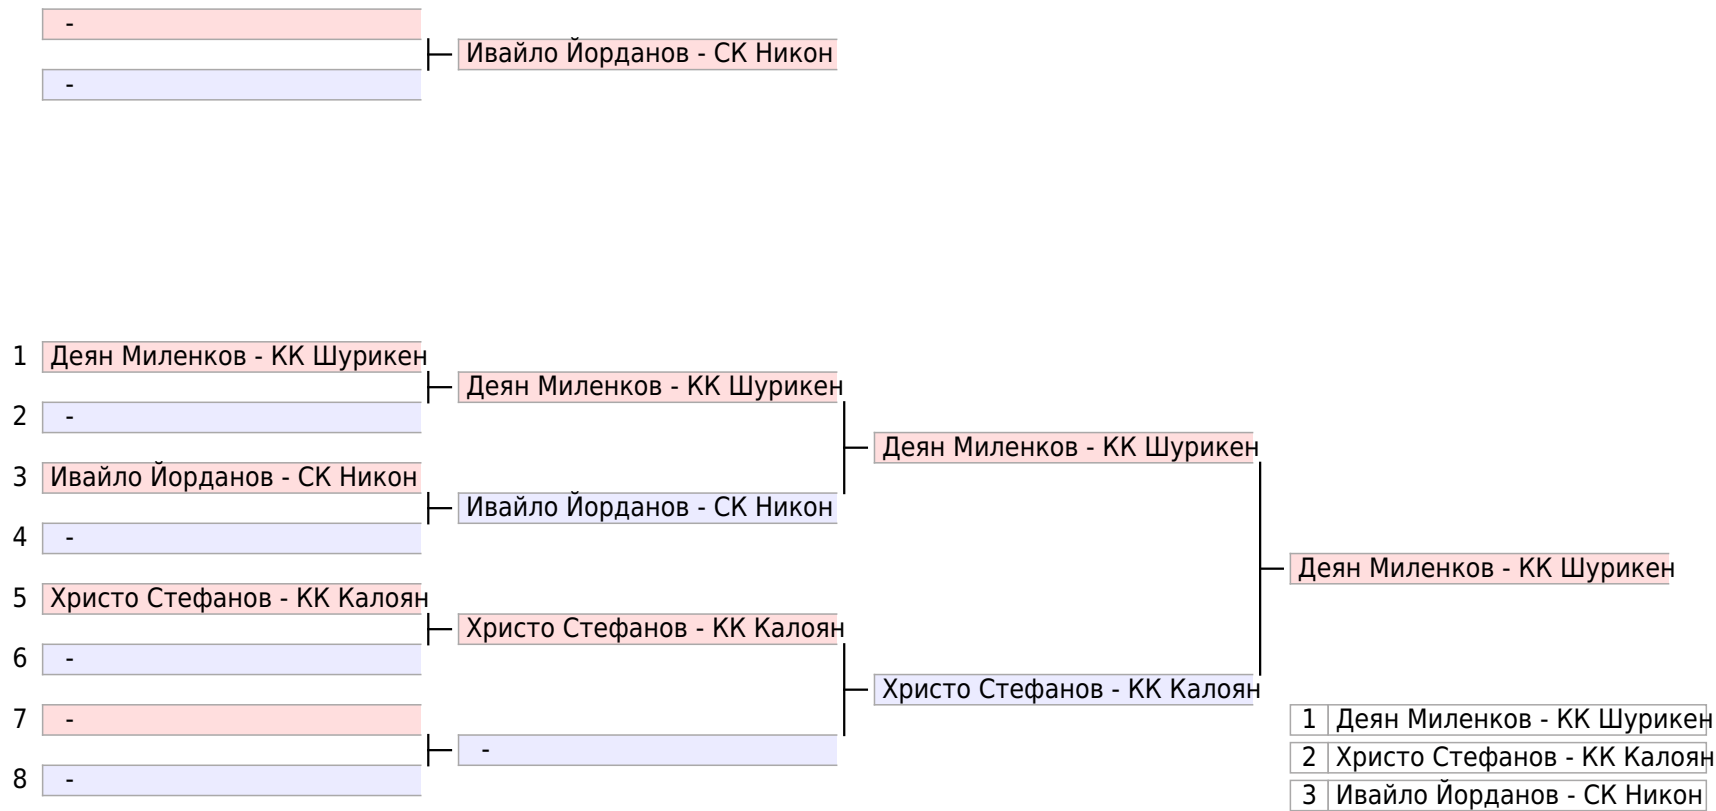 -
Ивайло Йорданов - СК Никон
-
1 Деян Миленков - КК Шурикен
Деян Миленков - КК Шурикен
2 -
Деян Миленков - КК Шурикен
3 Ивайло Йорданов - СК Никон
Ивайло Йорданов - СК Никон
4 -
Деян Миленков - КК Шурикен
5 Христо Стефанов - КК Калоян
Христо Стефанов - КК Калоян
6 -
Христо Стефанов - КК Калоян
7 -
-
8 -
1 Деян Миленков - КК Шурикен
2 Христо Стефанов - КК Калоян
3 Ивайло Йорданов - СК Никон